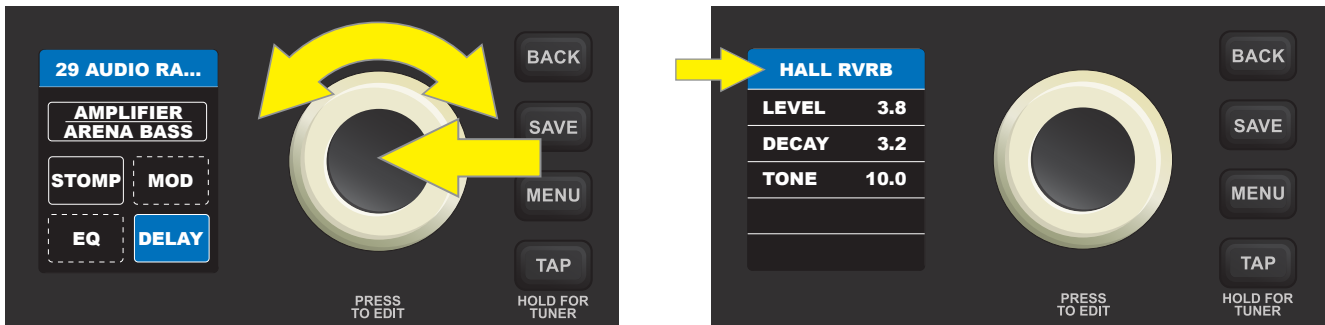 29 AUDIO RA...
AMPLIFIER
ARENA BASS
STOMP MOD
EQ DELAY
PRESS
TO EDIT
BACK
SAVE
MENU
TAP
HOLD FOR
TUNER
HALL RVRB
LEVEL 3.8
DECAY 3.2
TONE 10.0
PRESS
TO EDIT
BACK
SAVE
MENU
TAP
HOLD FOR
TUNER